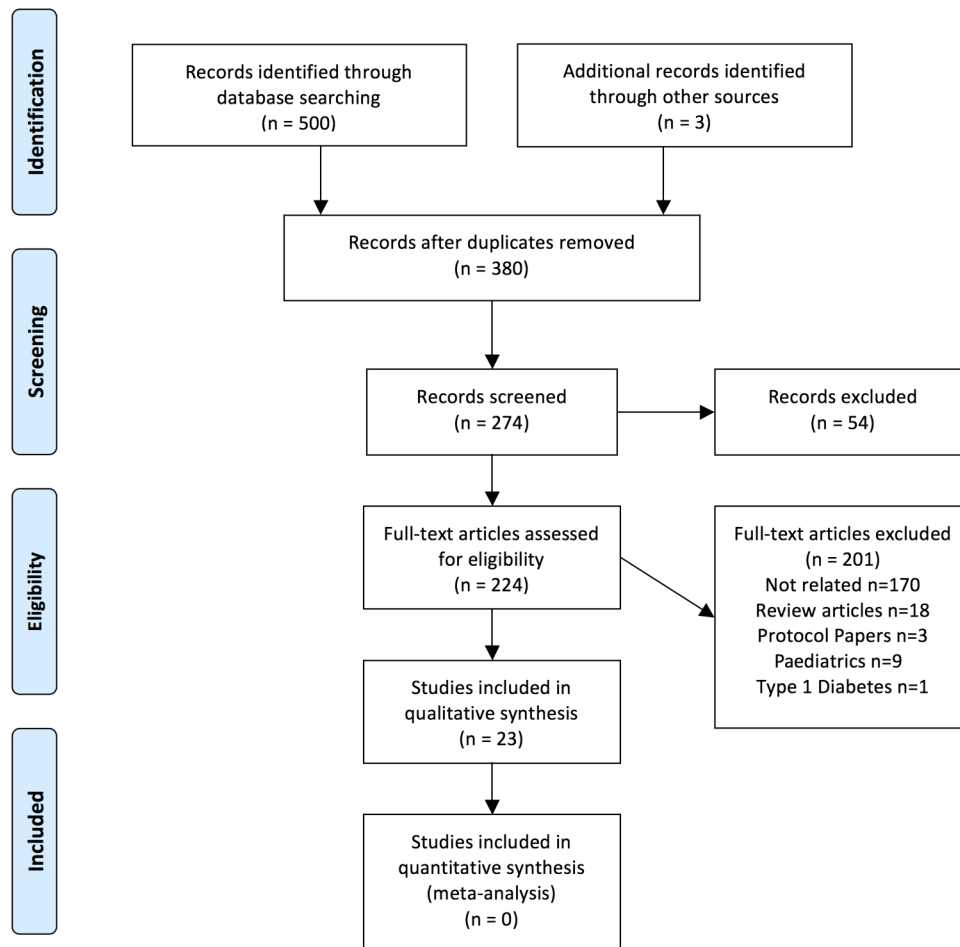 Identification
Records identified through
database searching
(n = 500)
Additional records identified
through other sources
(n = 3)
Records after duplicates removed
(n = 380)
Screening
Records screened
(n = 274)
Records excluded
(n = 54)
Eligibility
Full-text articles assessed
for eligibility
(n = 224)
Full-text articles excluded
(n = 201)
Not related n=170
Review articles n=18
Protocol Papers n=3
Paediatrics n=9
Type 1 Diabetes n=1
Studies included in
qualitative synthesis
(n = 23)
Included
Studies included in
quantitative synthesis
(meta-analysis)
(n = 0)